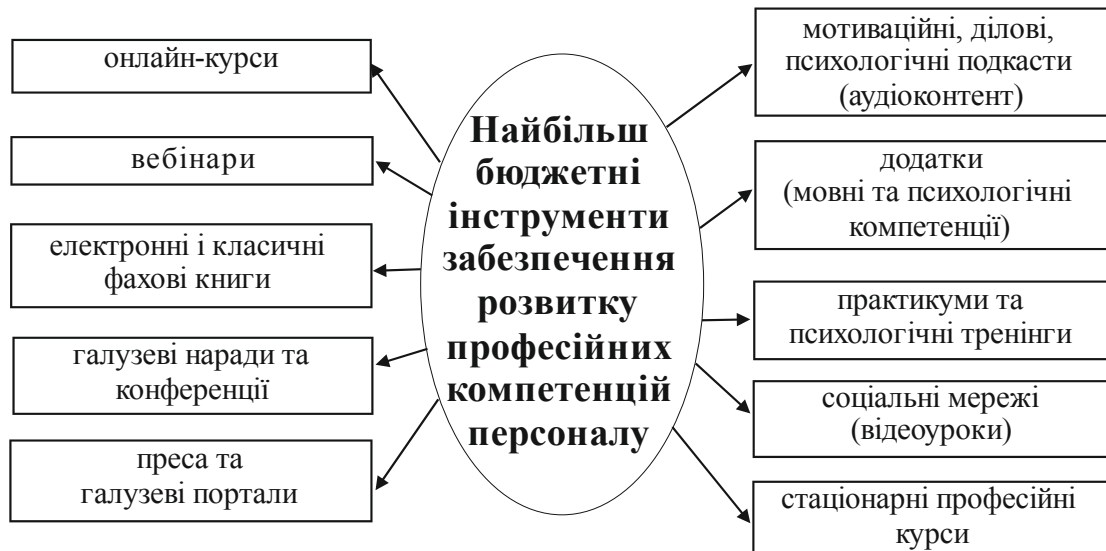 онлайн-курси
вебінари
електронні і класичні
фахові книги
галузеві наради та
конференції
преса та
галузеві портали
Найбільш
бюджетні
інструменти
забезпечення
розвитку
професійних
компетенцій
персоналу
мотиваційні, ділові,
психологічні подкасти
(аудіоконтент)
додатки
(мовні та психологічні
компетенції)
практикуми та
психологічні тренінги
соціальні мережі
(відеоуроки)
стаціонарні професійні
курси